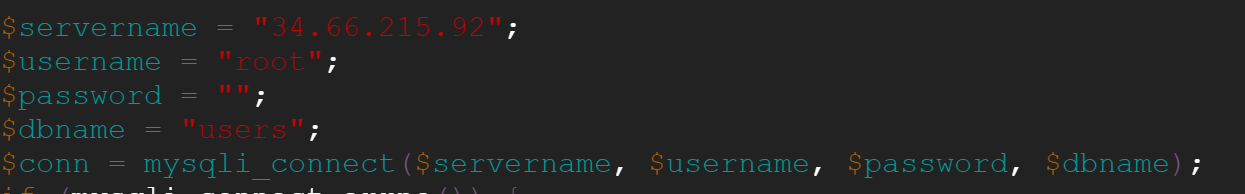 $servername = "34.66.215.92";
$username = "root";
$password = "";
$dbname = "users";
$conn = mysqli_connect($servername, $username, $password, $dbname);